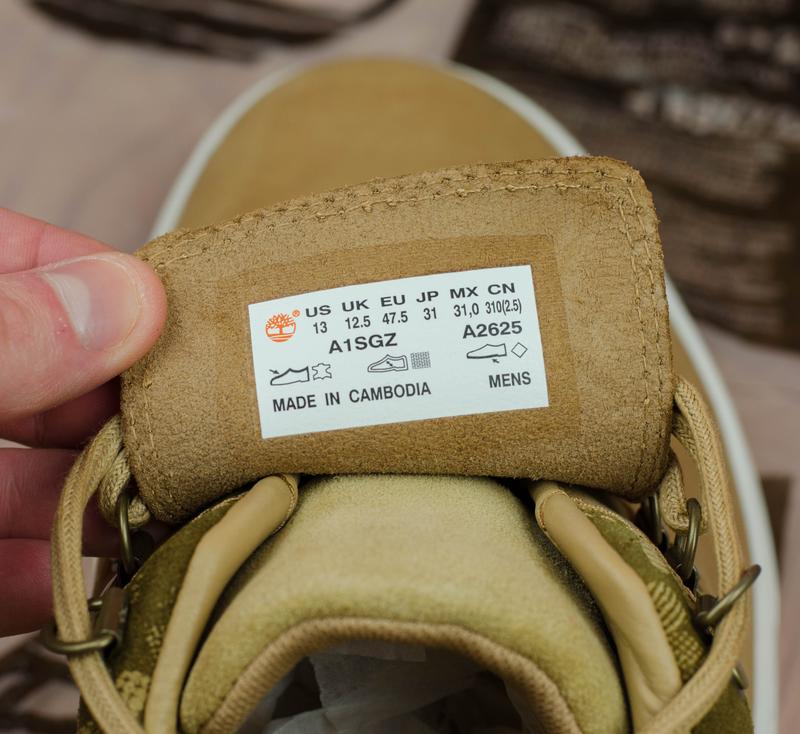 US UK EU JP MX CN
13 12.5 47.5 31 31,0 310(2.5)
A1SGZ A2625
MADE IN CAMBODIA MENS
®